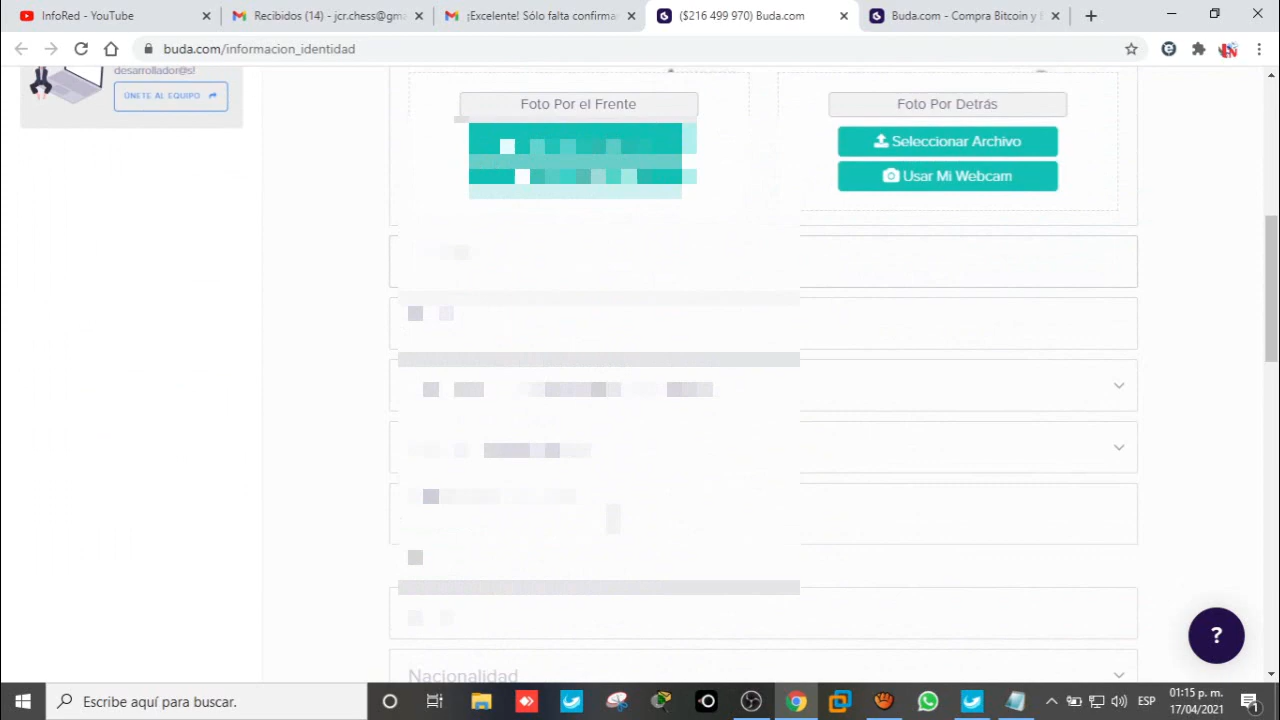 InfoRed - YouTube
Recibidos (14) - jcr.chess@gma
¡Excelente! Sólo falta confirma
($216 499 970) Buda.com
Buda.com - Compra Bitcoin y
buda.com/informacion_identidad
desarrollador@s!
ÚNETE AL EQUIPO
Foto Por el Frente
Foto Por Detrás
Seleccionar Archivo
Usar Mi Webcam
Nacionalidad
?
Escribe aquí para buscar.
ESP
01:15 p. m.
17/04/2021
1